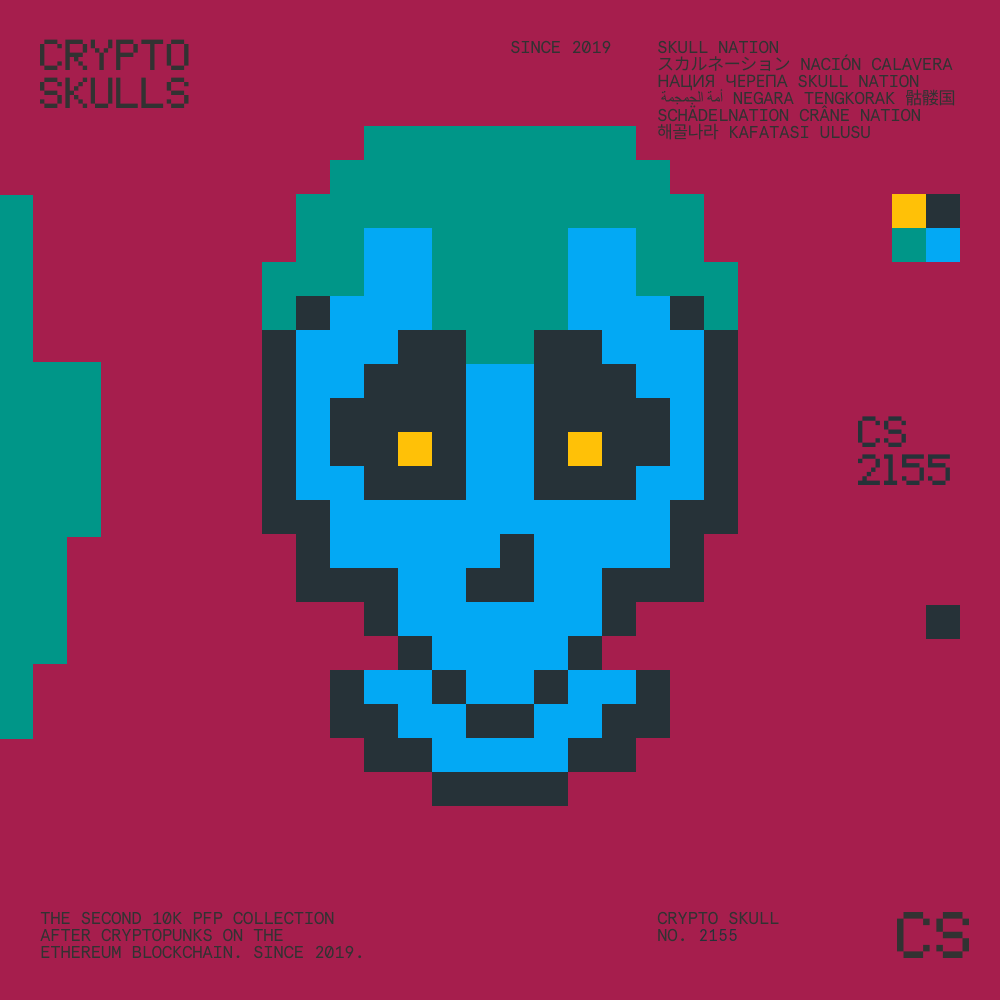 CRYPTO
SKULLS
SINCE 2019
SKULL NATION
スカルネーション NACIÓN CALAVERA
НАЦИЯ ЧЕРЕПА SKULL NATION
أمة الجمجمة NEGARA TENGKORAK 骷髅国
SCHÄDELNATION CRÂNE NATION
해골나라 KAFATASI ULUSU
CS
2155
THE SECOND 10K PFP COLLECTION
AFTER CRYPTOPUNKS ON THE
ETHEREUM BLOCKCHAIN. SINCE 2019.
CRYPTO SKULL
NO. 2155
CS